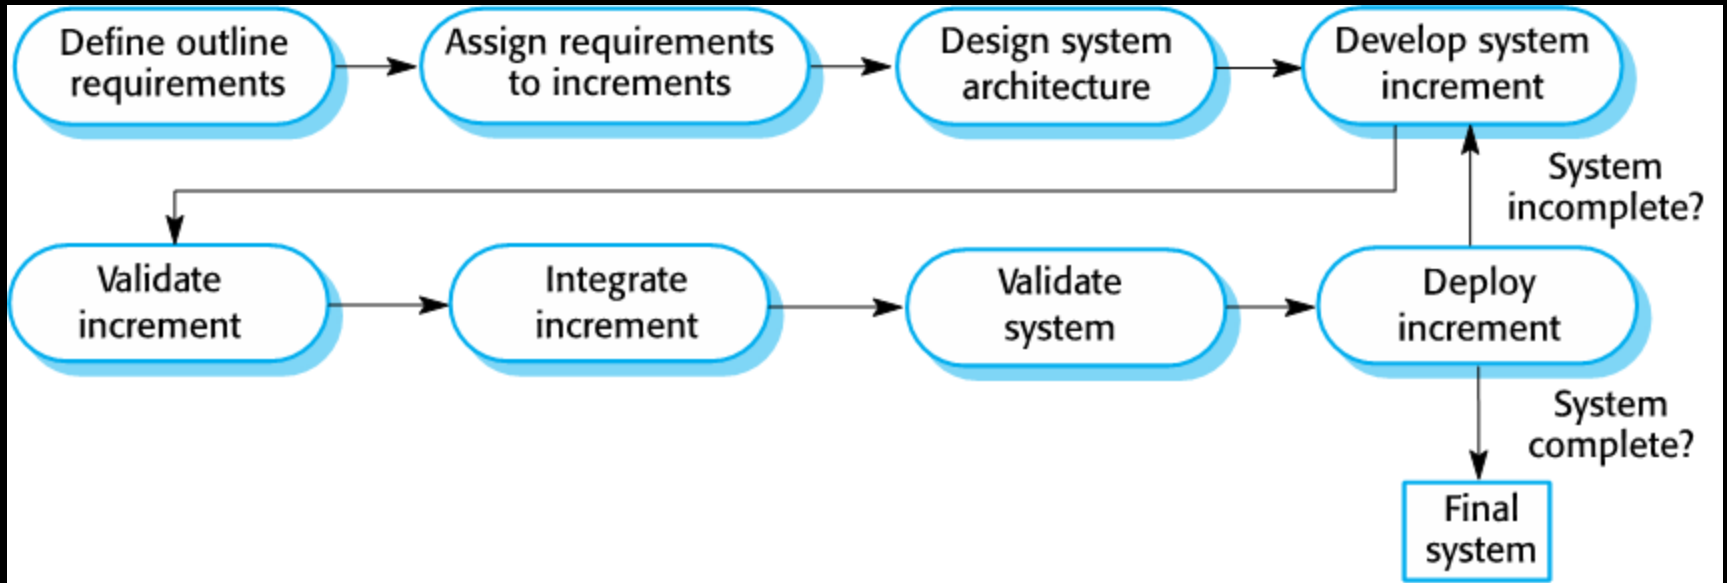 Define outline
requirements
Assign requirements
to increments
Design system
architecture
Develop system
increment
System
incomplete?
Validate
increment
Integrate
increment
Validate
system
Deploy
increment
System
complete?
Final
system